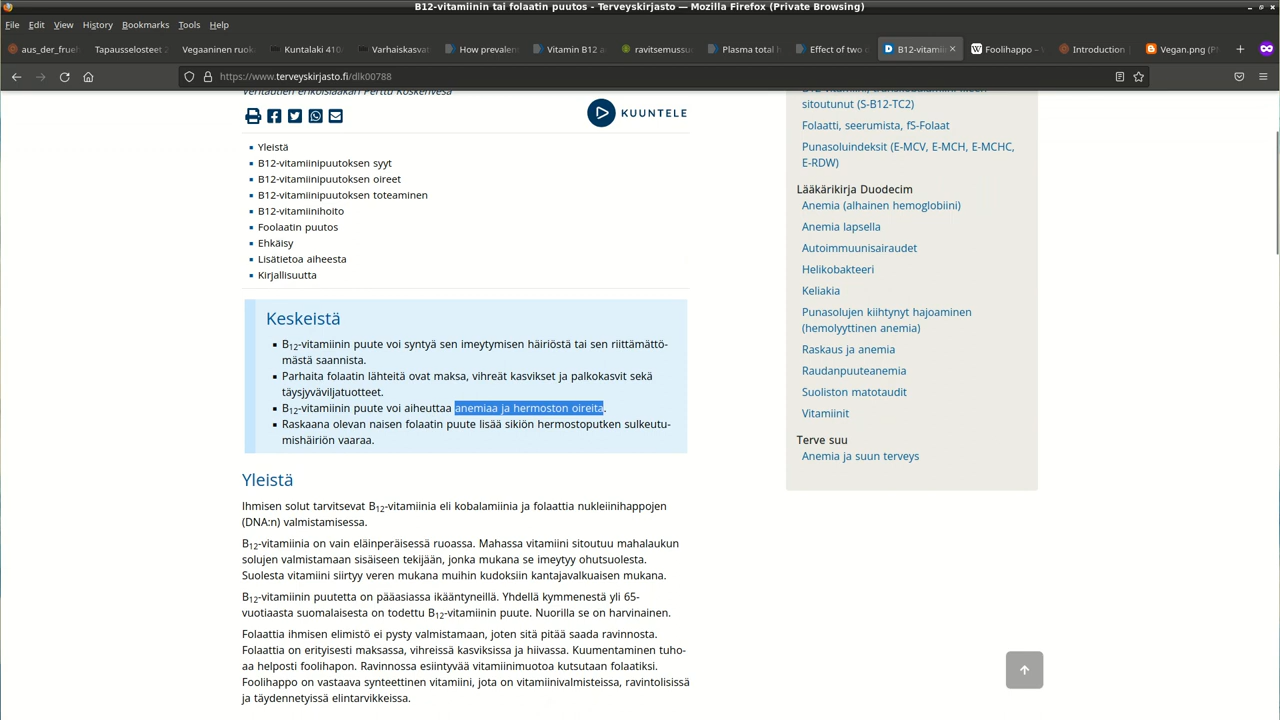 B12-vitamiinin tai folaatin puutos - Terveyskirjasto — Mozilla Firefox (Private Browsing)
File Edit View History Bookmarks Tools Help
aus_der_frueh
Tapausselosteet
Vegaaninen ruok
Kuntalaki 410
Varhaiskasvat
How prevalent
Vitamin B12 a
ravitsemussu
Plasma total h
Effect of two d
B12-vitamii
Foolihappo –
Introduction
Vegan.png (P
https://www.terveyskirjasto.fi/dlk00788
Veritautien erikoislääkäri Perttu Koskenvesa
KUUNTELE
Yleistä
B12-vitamiinipuutoksen syyt
B12-vitamiinipuutoksen oireet
B12-vitamiinipuutoksen toteaminen
B12-vitamiinihoito
Foolaatin puutos
Ehkäisy
Lisätietoa aiheesta
Kirjallisuutta
Keskeistä
B12-vitamiinin puute voi syntyä sen imeytymisen häiriöstä tai sen riittämättö-
mästä saannista.
Parhaita folaatin lähteitä ovat maksa, vihreät kasvikset ja palkokasvit sekä
täysjyväviljatuotteet.
B12-vitamiinin puute voi aiheuttaa anemiaa ja hermoston oireita.
Raskaana olevan naisen folaatin puute lisää sikiön hermostoputken sulkeutu-
mishäiriön vaaraa.
Yleistä
Ihmisen solut tarvitsevat B12-vitamiinia eli kobalamiinia ja folaattia nukleiinihappojen
(DNA:n) valmistamisessa.
B12-vitamiinia on vain eläinperäisessä ruoassa. Mahassa vitamiini sitoutuu mahalaukun
solujen valmistamaan sisäiseen tekijään, jonka mukana se imeytyy ohutsuolesta.
Suolesta vitamiini siirtyy veren mukana muihin kudoksiin kantajavalkuaisen mukana.
B12-vitamiinin puutetta on pääasiassa ikääntyneillä. Yhdellä kymmenestä yli 65-
vuotiaasta suomalaisesta on todettu B12-vitamiinin puute. Nuorilla se on harvinainen.
Folaattia ihmisen elimistö ei pysty valmistamaan, joten sitä pitää saada ravinnosta.
Folaattia on erityisesti maksassa, vihreissä kasviksissa ja hiivassa. Kuumentaminen tuho-
aa helposti foolihapon. Ravinnossa esiintyvää vitamiinimuotoa kutsutaan folaatiksi.
Foolihappo on vastaava synteettinen vitamiini, jota on vitamiinivalmisteissa, ravintolisissä
ja täydennetyissä elintarvikkeissa.
sitoutunut (S-B12-TC2)
Folaatti, seerumista, fS-Folaat
Punasoluindeksit (E-MCV, E-MCH, E-MCHC,
E-RDW)
Lääkärikirja Duodecim
Anemia (alhainen hemoglobiini)
Anemia lapsella
Autoimmuunisairaudet
Helikobakteeri
Keliakia
Punasolujen kiihtynyt hajoaminen
(hemolyyttinen anemia)
Raskaus ja anemia
Raudanpuuteanemia
Suoliston matotaudit
Vitamiinit
Terve suu
Anemia ja suun terveys